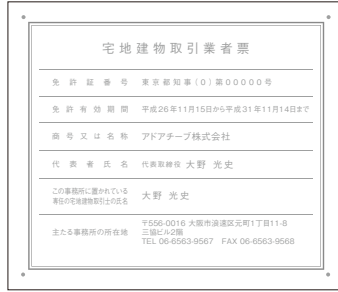 宅地建物取引業者票
免許証番号 東京都知事(0)第00000号
免許有効期間 平成26年11月15日から平成31年11月14日まで
商号又は名称 アドアチーブ株式会社
代表者氏名 代表取締役 大野 光史
この事務所に置かれている
専任の宅地建物取引士の氏名 大野 光史
主たる事務所の所在地 〒556-0016 大阪市浪速区元町1丁目11-8
三協ビル2階
TEL 06-6563-9567 FAX 06-6563-9568